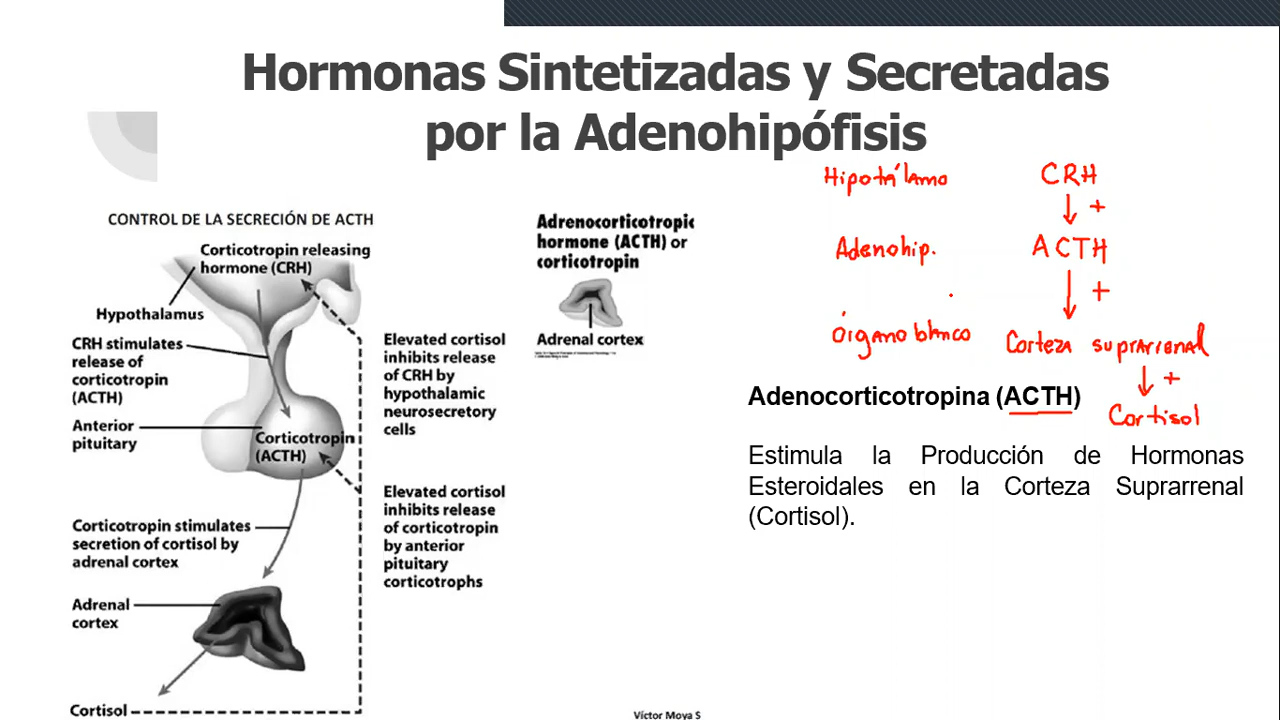 Hormonas Sintetizadas y Secretadas
por la Adenohipófisis
CONTROL DE LA SECRECIÓN DE ACTH
Corticotropin releasing
hormone (CRH)
Hypothalamus
CRH stimulates
release of
corticotropin
(ACTH)
Anterior
pituitary
Corticotropin
(ACTH)
Corticotropin stimulates
secretion of cortisol by
adrenal cortex
Adrenal
cortex
Cortisol
Elevated cortisol
inhibits release
of CRH by
hypothalamic
neurosecretory
cells
Elevated cortisol
inhibits release
of corticotropin
by anterior
pituitary
corticotrophs
Adrenocorticotropic
hormone (ACTH) or
corticotropin
Adrenal cortex
Hipotálamo CRH
+
Adenohip. ACTH
+
órgano blanco Corteza suprarrenal
+
Cortisol
Adenocorticotropina (ACTH)
Estimula la Producción de Hormonas
Esteroidales en la Corteza Suprarrenal
(Cortisol).
Víctor Moya S